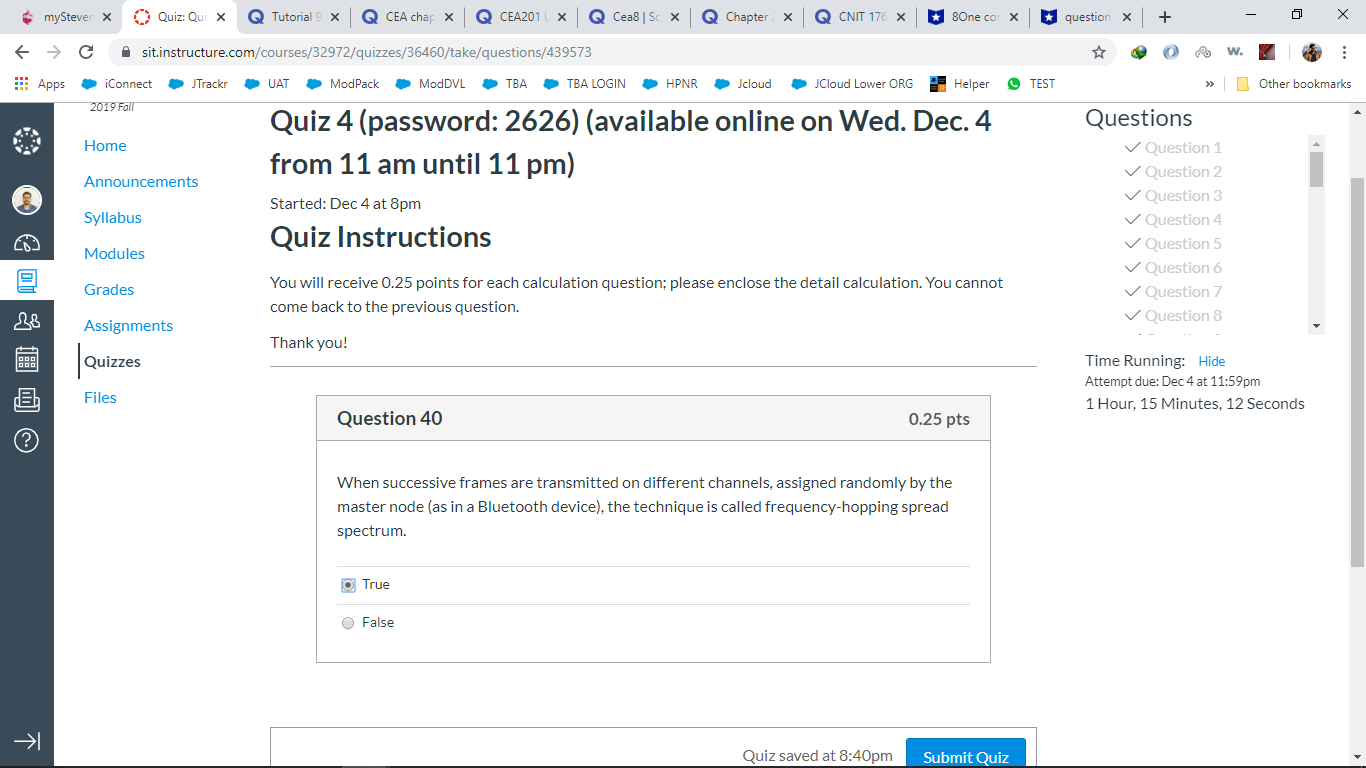 mySteven
Quiz: Qui
Tutorial 9
CEA chap
CEA201
Cea8 | Sc
Chapter
CNIT 176
8One cor
question
sit.instructure.com/courses/32972/quizzes/36460/take/questions/439573
w.
Apps iConnect JTrackr UAT ModPack ModDVL TBA TBA LOGIN HPNR Jcloud JCloud Lower ORG Helper TEST » Other bookmarks
2019 Fall
Home
Announcements
Syllabus
Modules
Grades
Assignments
Quizzes
Files
Quiz 4 (password: 2626) (available online on Wed. Dec. 4
from 11 am until 11 pm)
Started: Dec 4 at 8pm
Quiz Instructions
You will receive 0.25 points for each calculation question; please enclose the detail calculation. You cannot
come back to the previous question.
Thank you!
Question 40 0.25 pts
When successive frames are transmitted on different channels, assigned randomly by the
master node (as in a Bluetooth device), the technique is called frequency-hopping spread
spectrum.
True
False
Quiz saved at 8:40pm Submit Quiz
Questions
Question 1
Question 2
Question 3
Question 4
Question 5
Question 6
Question 7
Question 8
Time Running: Hide
Attempt due: Dec 4 at 11:59pm
1 Hour, 15 Minutes, 12 Seconds